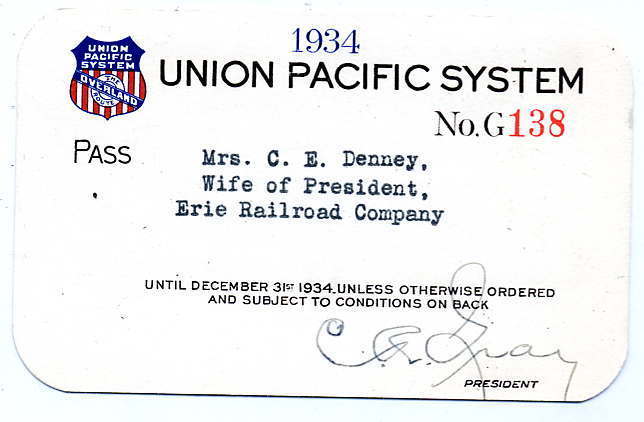 1934
UNION
PACIFIC
SYSTEM
THE
OVERLAND
ROUTE
UNION PACIFIC SYSTEM
No. G138
PASS
Mrs. C. E. Denney,
Wife of President,
Erie Railroad Company
UNTIL DECEMBER 31ST 1934. UNLESS OTHERWISE ORDERED
AND SUBJECT TO CONDITIONS ON BACK
C. R. Gray
PRESIDENT